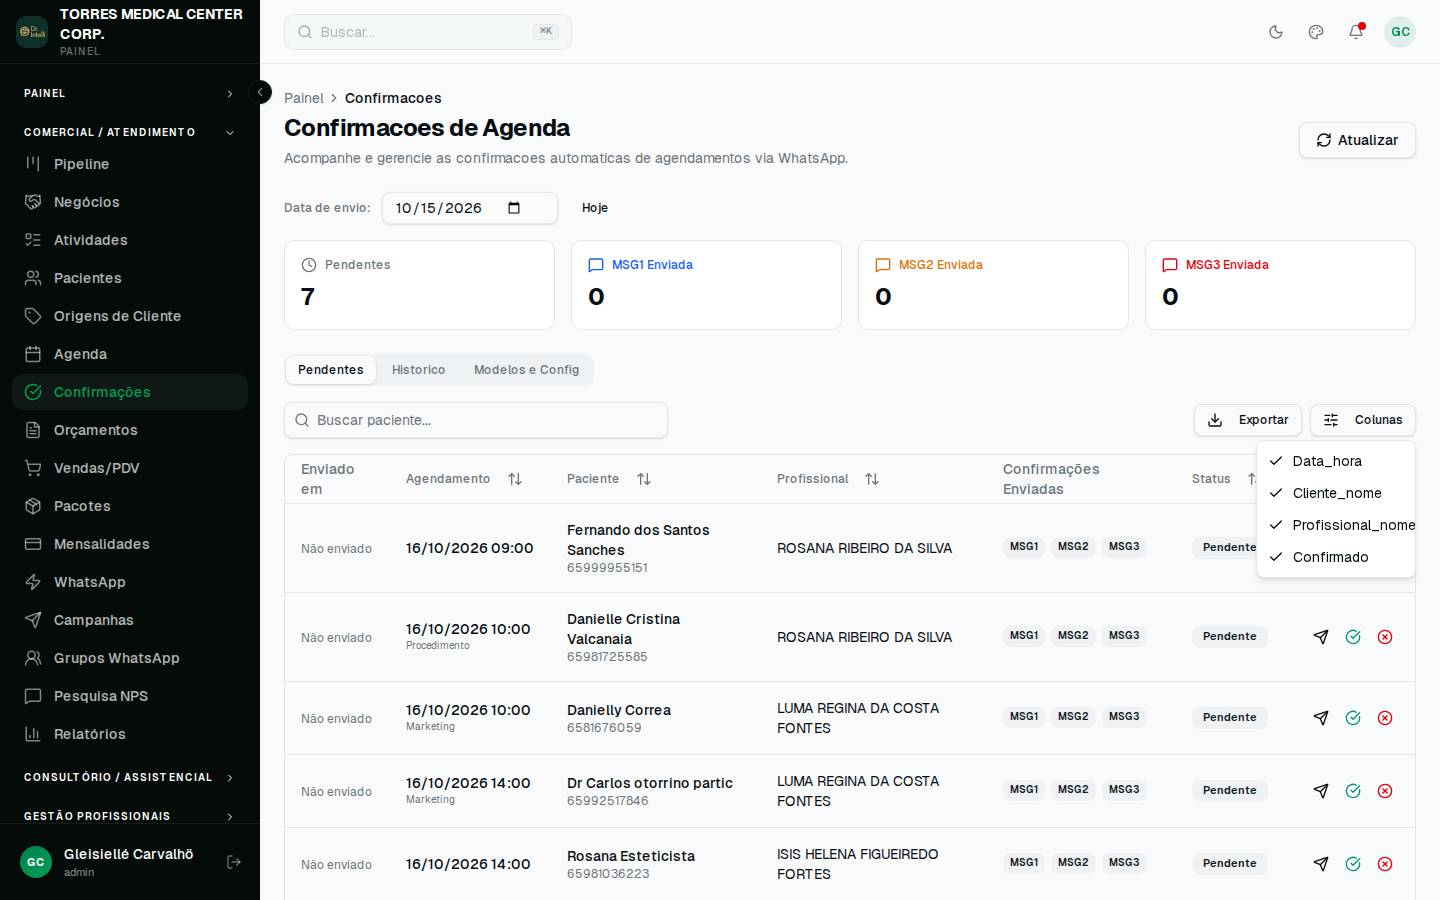 TORRES MEDICAL CENTER
CORP.
PAINEL
Dr.
Intelli
Buscar...
⌘K
GC
PAINEL
COMERCIAL / ATENDIMENTO
Pipeline
Negócios
Atividades
Pacientes
Origens de Cliente
Agenda
Confirmações
Orçamentos
Vendas/PDV
Pacotes
Mensalidades
WhatsApp
Campanhas
Grupos WhatsApp
Pesquisa NPS
Relatórios
CONSULTÓRIO / ASSISTENCIAL
GESTÃO PROFISSIONAIS
GC
Gleisiellé Carvalhö
admin
Painel > Confirmacoes
Confirmacoes de Agenda
Acompanhe e gerencie as confirmacoes automaticas de agendamentos via WhatsApp.
Atualizar
Data de envio: 10/15/2026 Hoje
Pendentes
7
MSG1 Enviada
0
MSG2 Enviada
0
MSG3 Enviada
0
Pendentes Historico Modelos e Config
Buscar paciente...
Exportar Colunas
Data_hora
Cliente_nome
Profissional_nome
Confirmado
Enviado
em
Agendamento Paciente Profissional
Confirmações
Enviadas
Status
Não enviado
16/10/2026 09:00
Fernando dos Santos
Sanches
65999955151
ROSANA RIBEIRO DA SILVA
MSG1 MSG2 MSG3
Pendente
Não enviado
16/10/2026 10:00
Procedimento
Danielle Cristina
Valcanaia
65981725585
ROSANA RIBEIRO DA SILVA
MSG1 MSG2 MSG3
Pendente
Não enviado
16/10/2026 10:00
Marketing
Danielly Correa
6581676059
LUMA REGINA DA COSTA
FONTES
MSG1 MSG2 MSG3
Pendente
Não enviado
16/10/2026 14:00
Marketing
Dr Carlos otorrino partic
65992517846
LUMA REGINA DA COSTA
FONTES
MSG1 MSG2 MSG3
Pendente
Não enviado
16/10/2026 14:00
Rosana Esteticista
65981036223
ISIS HELENA FIGUEIREDO
FORTES
MSG1 MSG2 MSG3
Pendente